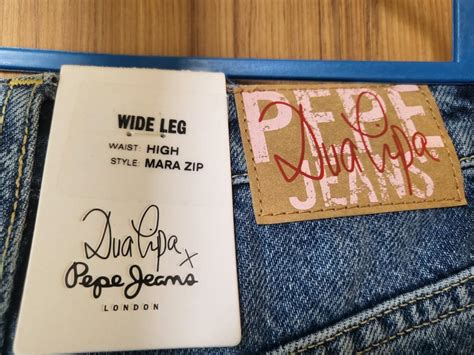 WIDE LEG
WAIST: HIGH
STYLE: MARA ZIP
Dua Lipa x
Pepe Jeans
LONDON
PEPE
Dua Lipa
JEANS